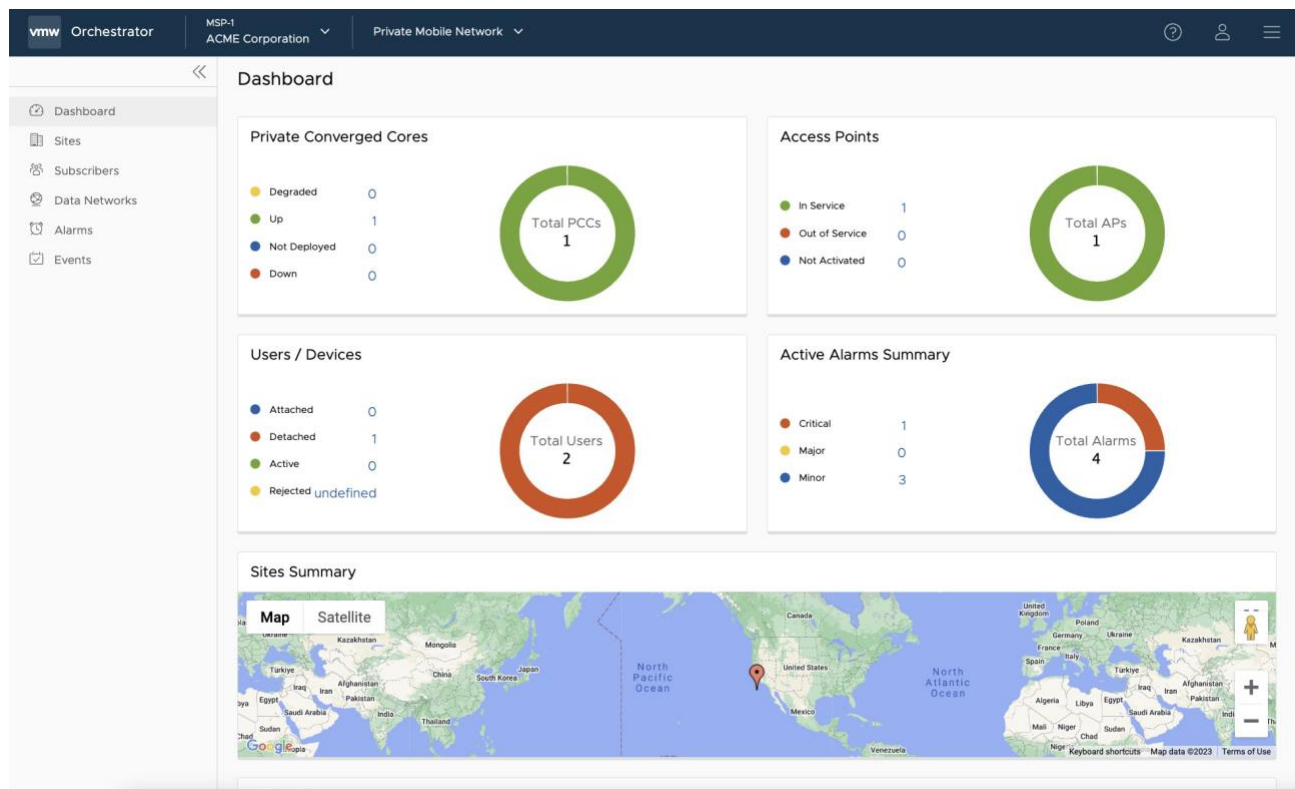 vmw Orchestrator
MSP-1
ACME Corporation
Private Mobile Network
Dashboard
Sites
Subscribers
Data Networks
Alarms
Events
Dashboard
Private Converged Cores
Degraded 0
Up 1
Not Deployed 0
Down 0
Total PCCs
1
Access Points
In Service 1
Out of Service 0
Not Activated 0
Total APs
1
Users / Devices
Attached 0
Detached 1
Active 0
Rejected undefined
Total Users
2
Active Alarms Summary
Critical 1
Major 0
Minor 3
Total Alarms
4
Sites Summary
Map Satellite
Ukraine
Kazakhstan
Mongolia
Türkiye
China
Japan
South Korea
Iraq
Iran
Afghanistan
Pakistan
Egypt
Saudi Arabia
India
Thailand
Sudan
Chad
North
Pacific
Ocean
Canada
United States
Mexico
Venezuela
North
Atlantic
Ocean
United
Kingdom
Poland
Germany
Ukraine
Kazakhstan
France
Italy
Spain
Türkiye
Iraq
Iran
Afghanistan
Pakistan
Algeria
Libya
Egypt
Saudi Arabia
Mali
Niger
Chad
Sudan
Google
Keyboard shortcuts Map data ©2023 Terms of Use